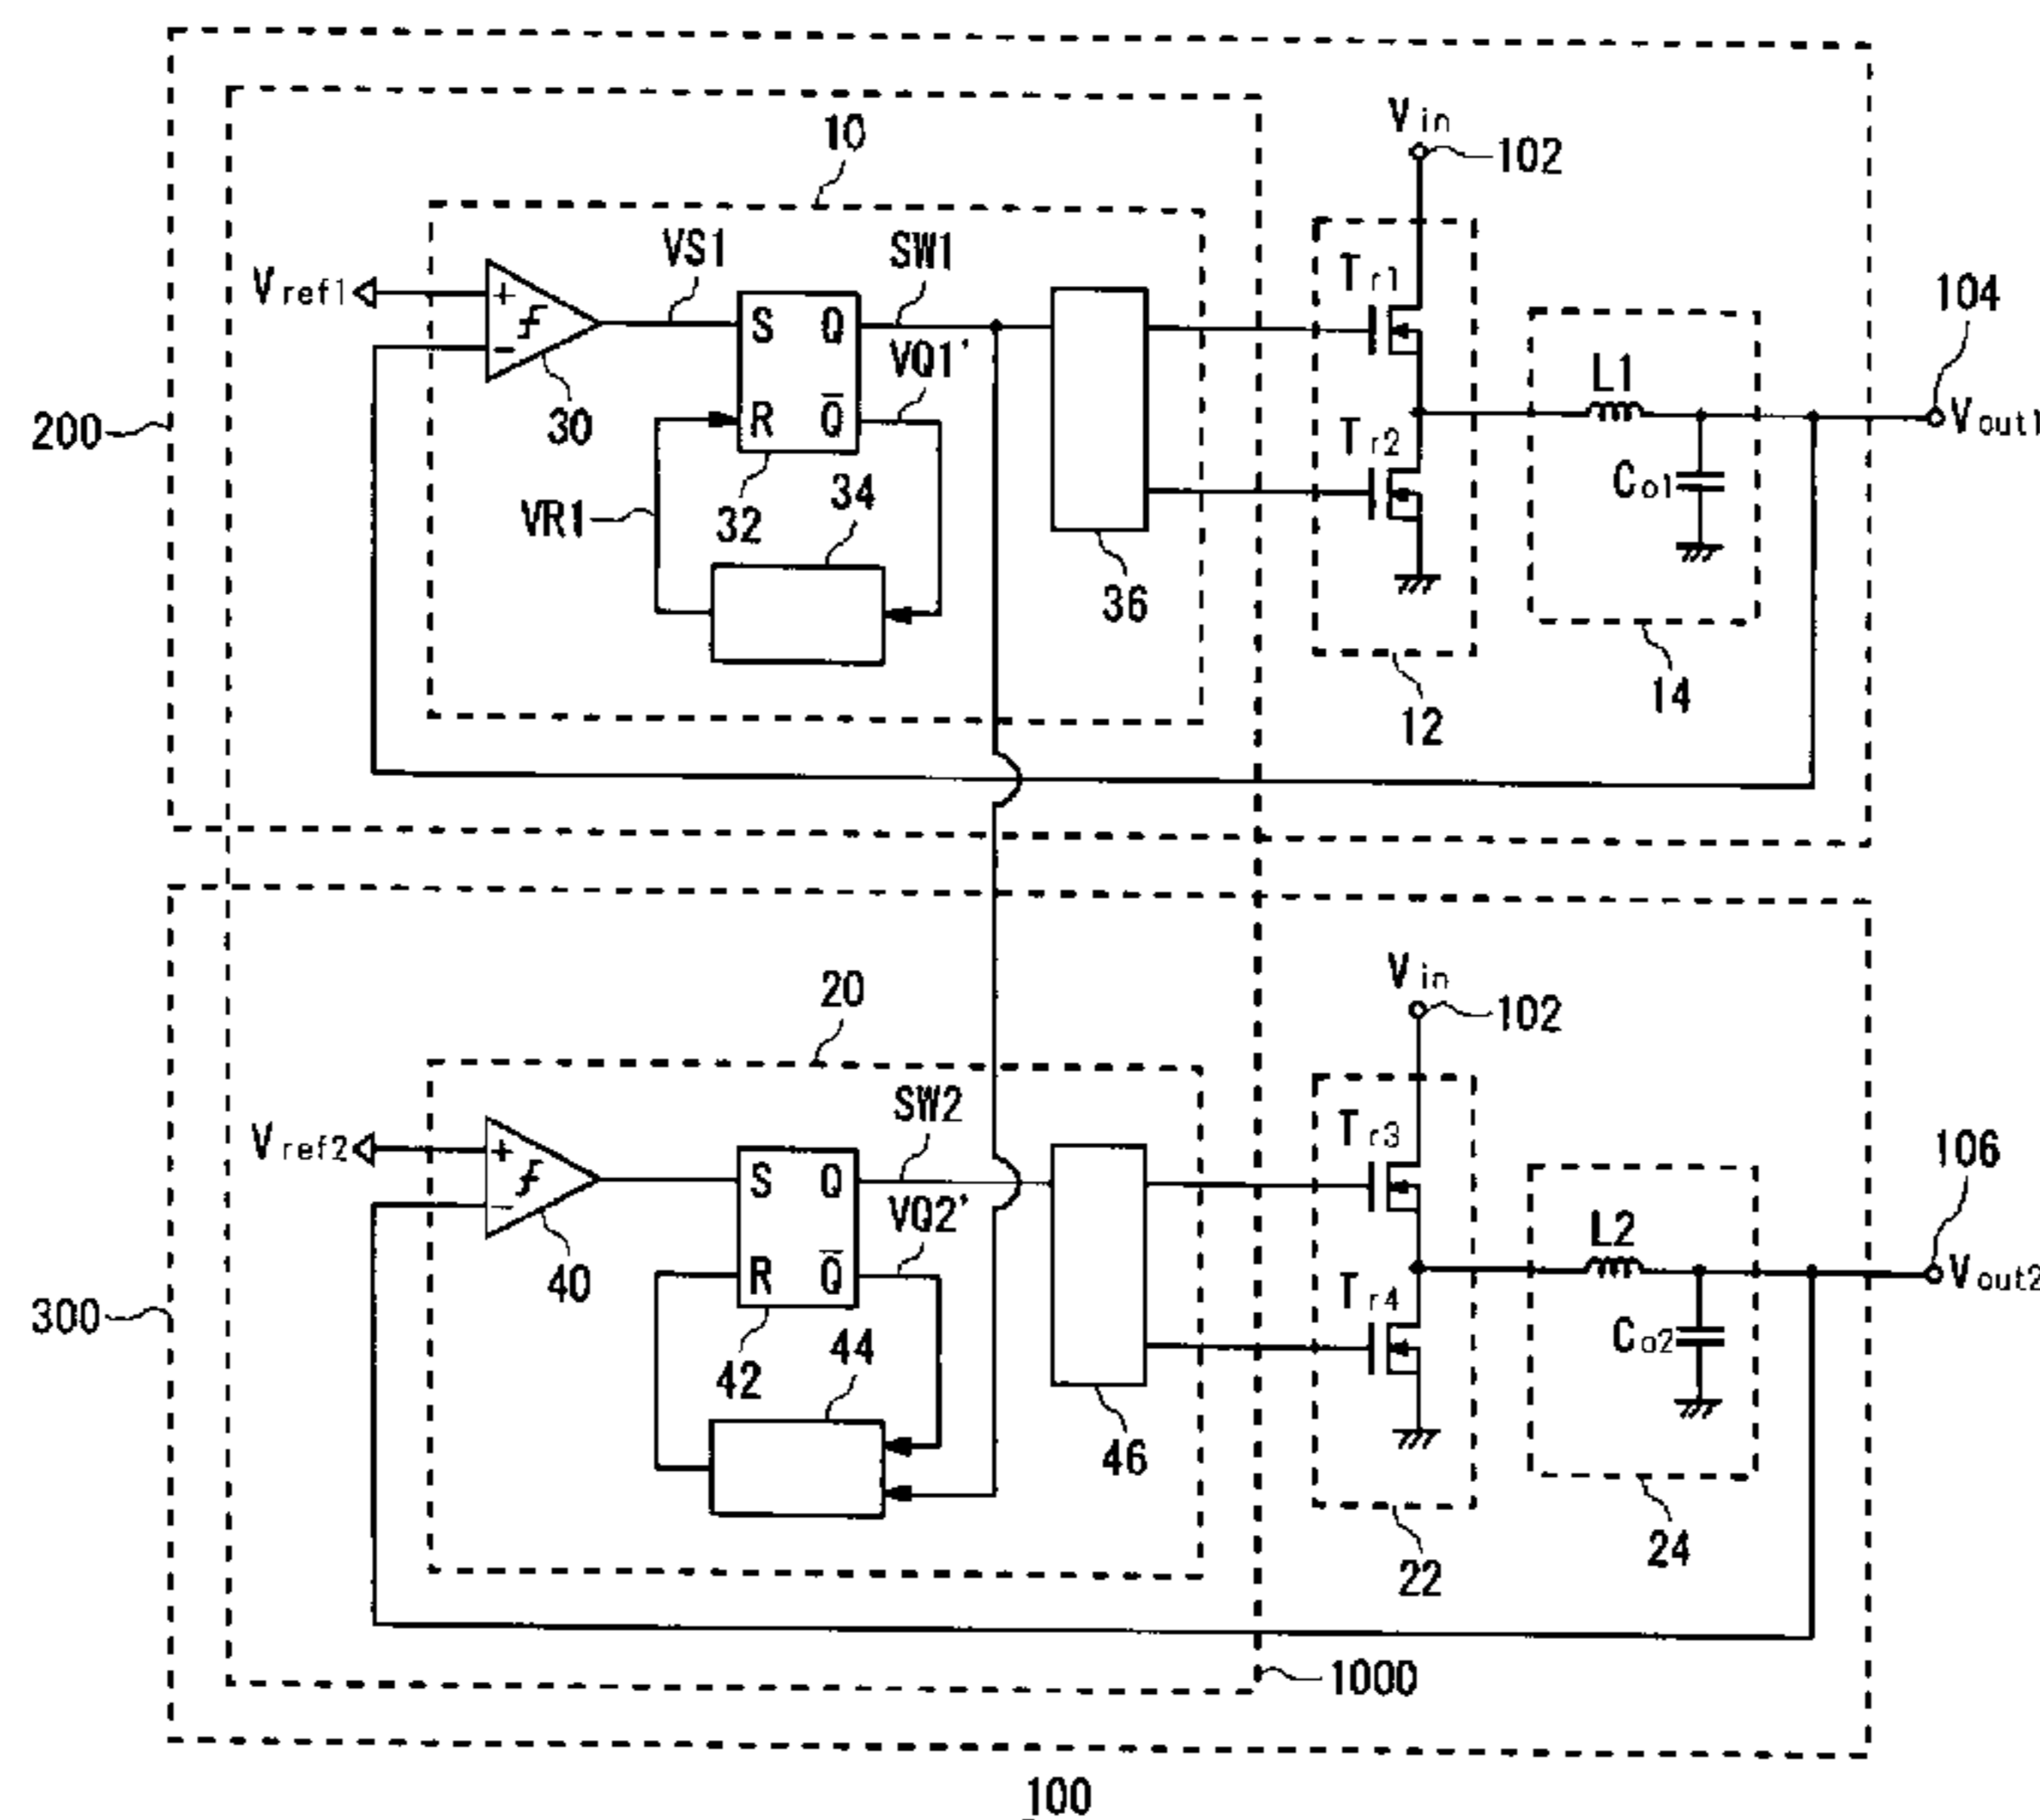 Vin
102
10
VS1
SW1
Vref1
+
-
30
S
Q
R
Q̅
VQ1'
32
34
VR1
36
Tr1
Tr2
12
L1
Co1
14
104
Vout1
200
Vin
102
20
SW2
Vref2
+
-
40
S
Q
R
Q̅
VQ2'
42
44
46
Tr3
Tr4
22
L2
Co2
24
106
Vout2
300
1000
100